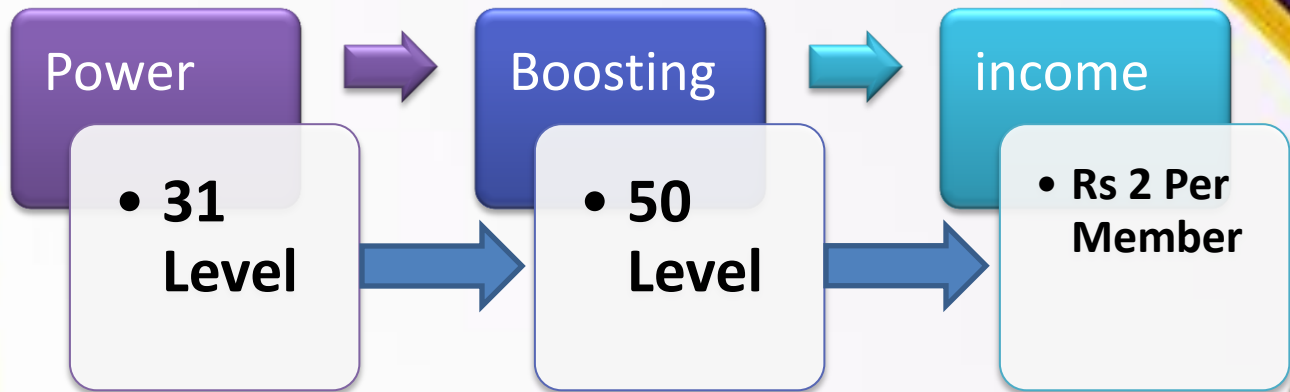 Power
• 31
Level
Boosting
• 50
Level
income
• Rs 2 Per
Member